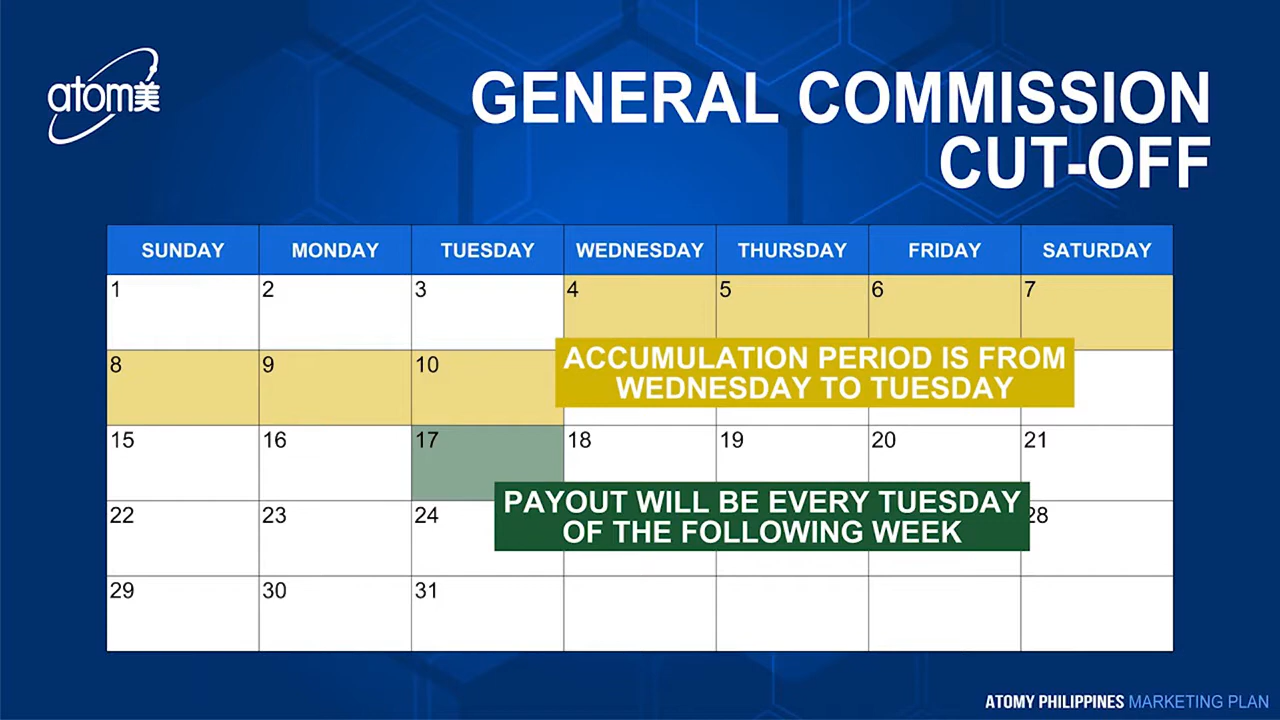 atom美
GENERAL COMMISSION
CUT-OFF
SUNDAY MONDAY TUESDAY WEDNESDAY THURSDAY FRIDAY SATURDAY
1 2 3 4 5 6 7
8 9 10
ACCUMULATION PERIOD IS FROM
WEDNESDAY TO TUESDAY
15 16 17 18 19 20 21
PAYOUT WILL BE EVERY TUESDAY
OF THE FOLLOWING WEEK
22 23 24 28
29 30 31
ATOMY PHILIPPINES MARKETING PLAN